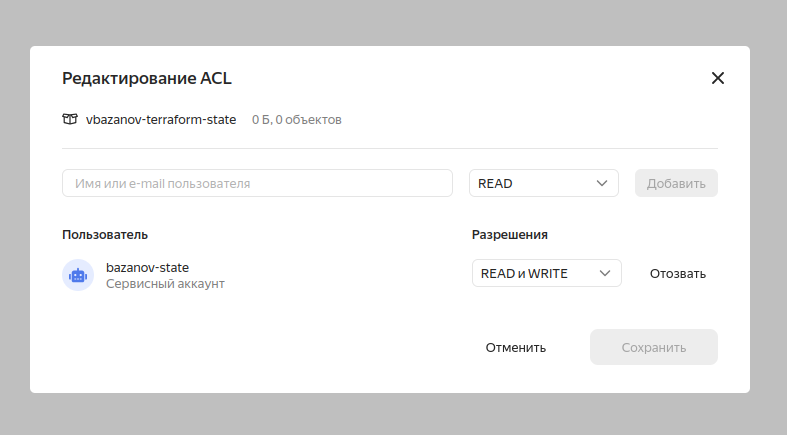 Редактирование ACL
vbazanov-terraform-state 0 Б, 0 объектов
Имя или e-mail пользователя READ Добавить
Пользователь Разрешения
bazanov-state READ и WRITE Отозвать
Сервисный аккаунт
Отменить Сохранить